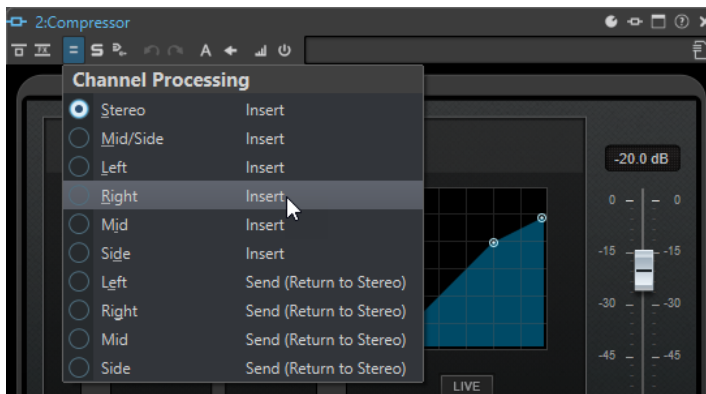 2:Compressor
Channel Processing
Stereo Insert
Mid/Side Insert
Left Insert
Right Insert
Mid Insert
Side Insert
Left Send (Return to Stereo)
Right Send (Return to Stereo)
Mid Send (Return to Stereo)
Side Send (Return to Stereo)
-20.0 dB
0 0
-15 -15
-30 -30
-45 -45
LIVE